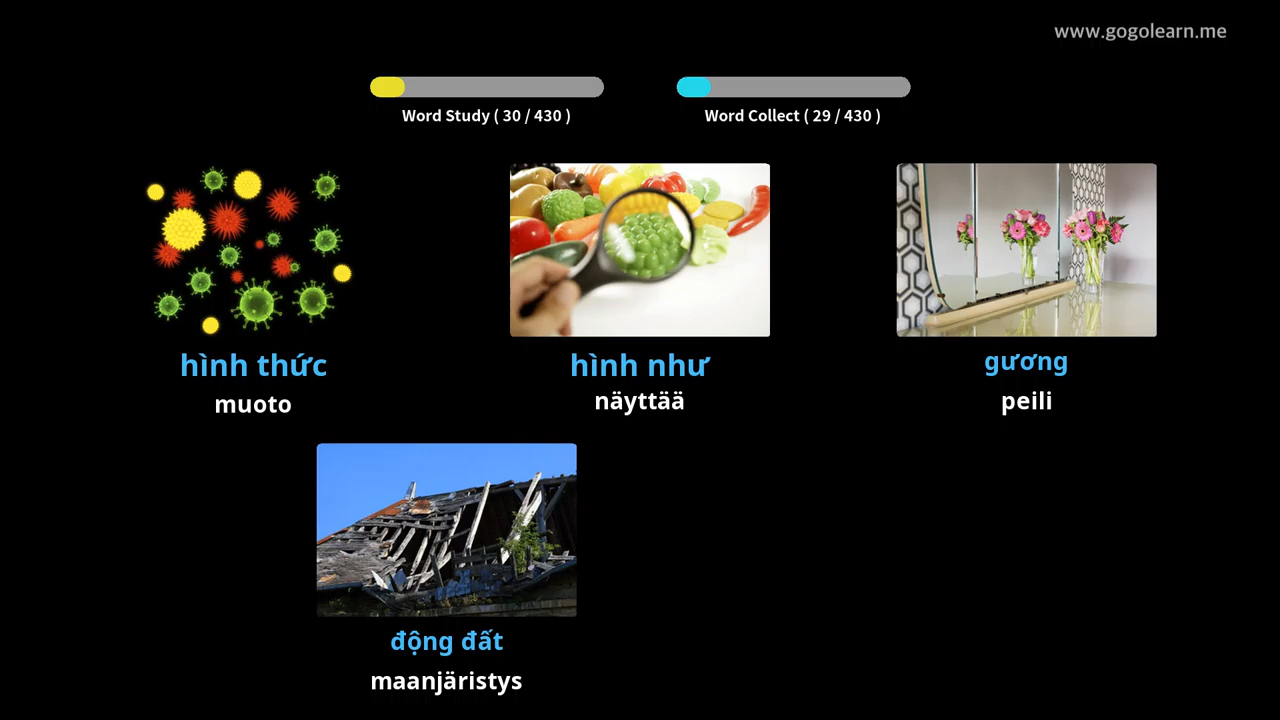 www.gogolearn.me
Word Study ( 30 / 430 )
Word Collect ( 29 / 430 )
hình thức
muoto
hình như
näyttää
gương
peili
động đất
maanjäristys